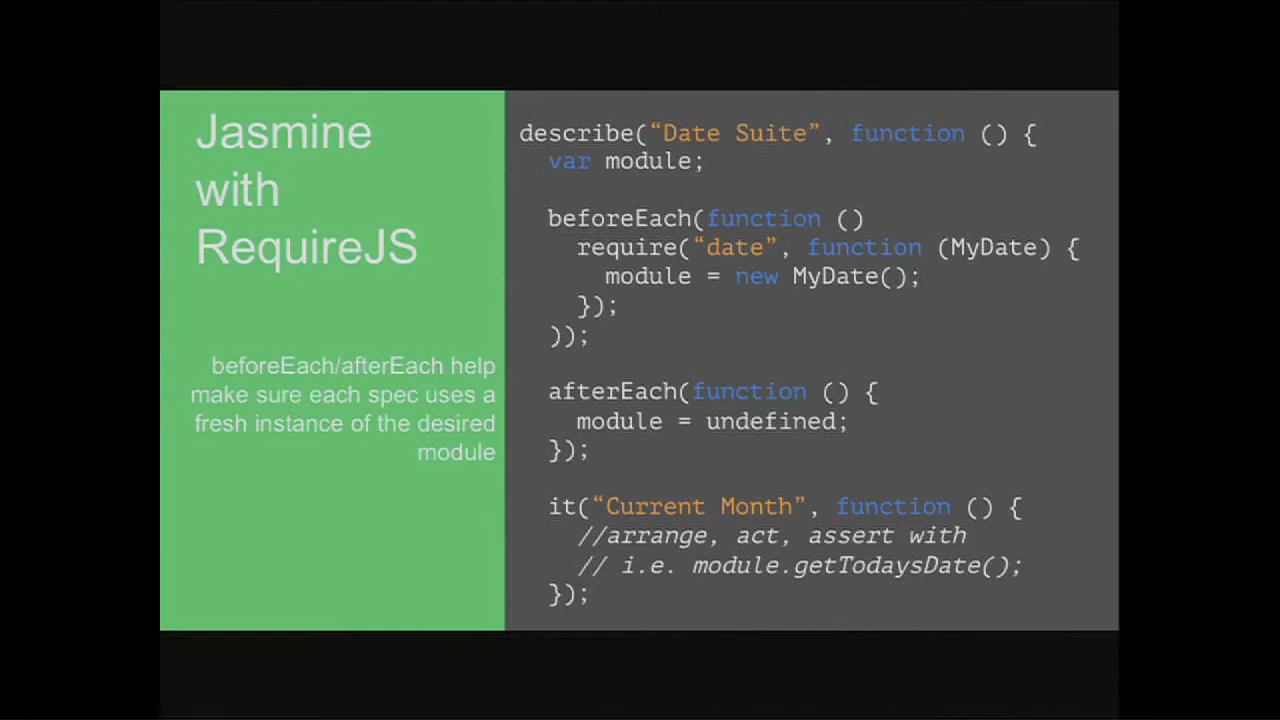 Jasmine
with
RequireJS
beforeEach/afterEach help
make sure each spec uses a
fresh instance of the desired
module
describe(“Date Suite”, function () {
var module;
beforeEach(function ()
require(“date”, function (MyDate) {
module = new MyDate();
});
));
afterEach(function () {
module = undefined;
});
it(“Current Month”, function () {
//arrange, act, assert with
// i.e. module.getTodaysDate();
});